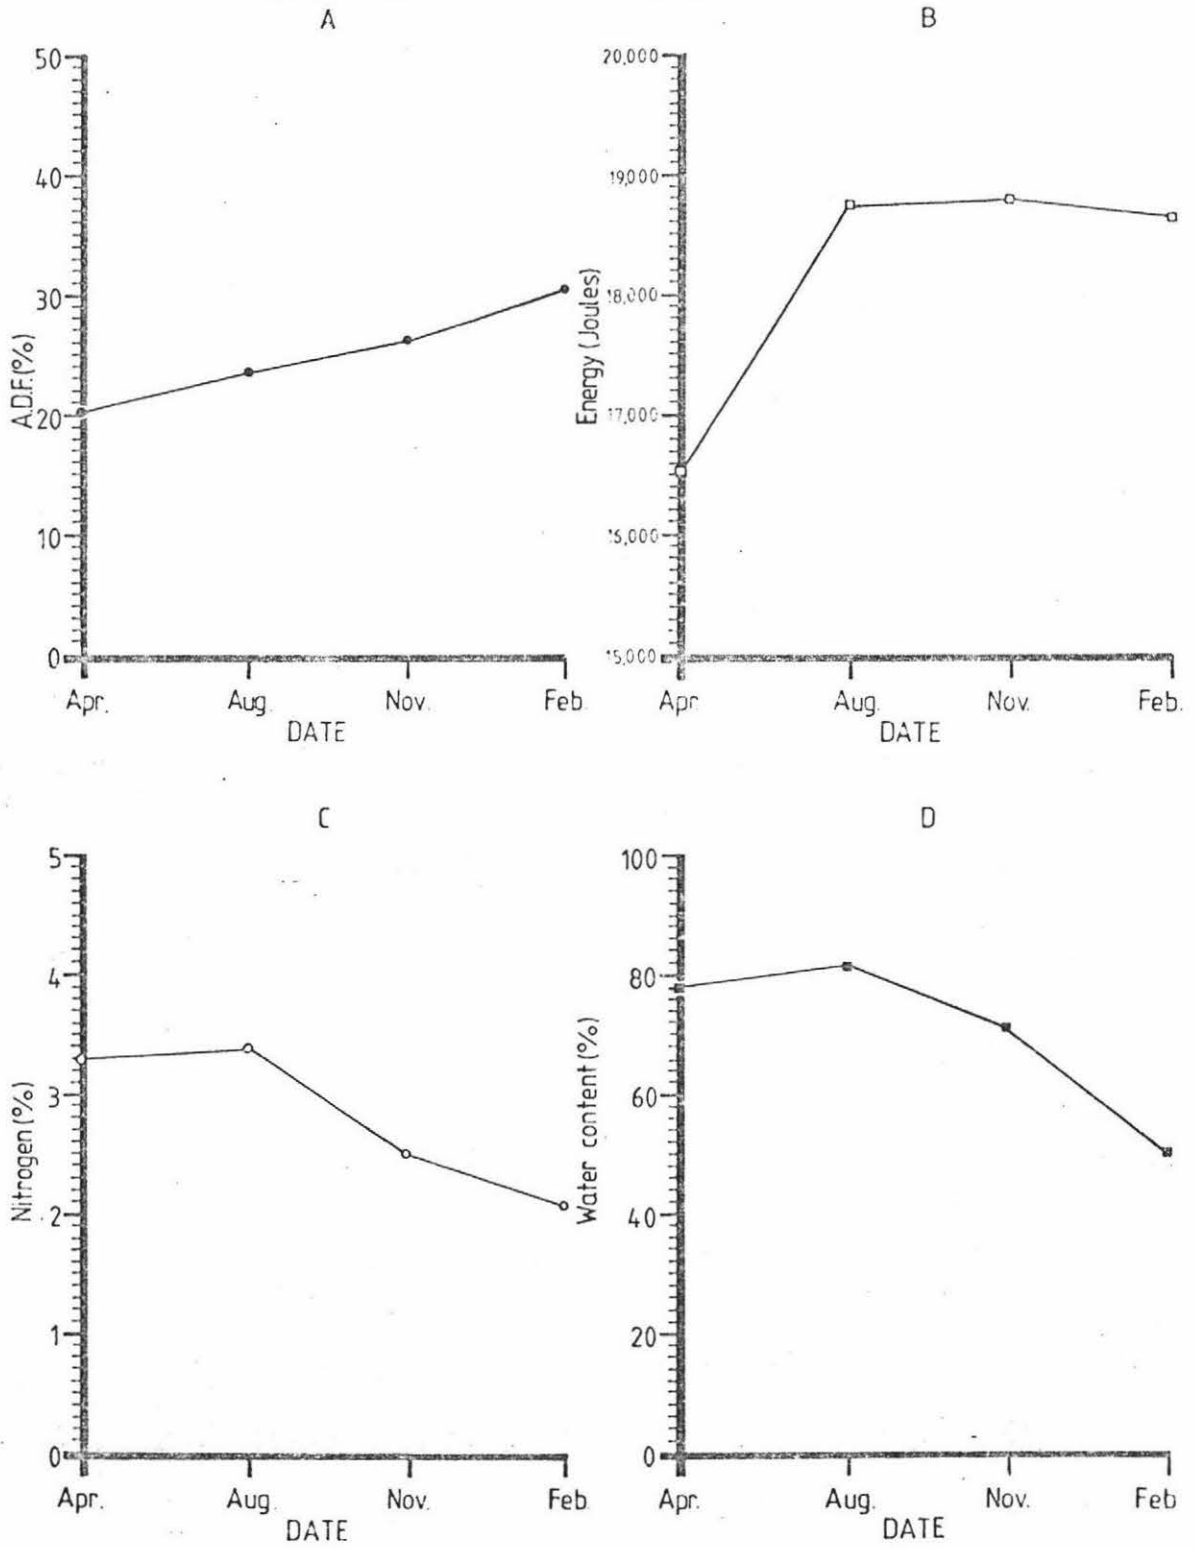 A
50
40
30
20
10
0
A.D.F.(%)
Apr. Aug. Nov. Feb.
DATE
B
20,000
19,000
18,000
17,000
16,000
15,000
Energy (Joules)
Apr. Aug. Nov. Feb.
DATE
C
5
4
3
2
1
0
Nitrogen (%)
Apr. Aug. Nov. Feb.
DATE
D
100
80
60
40
20
0
Water content (%)
Apr. Aug. Nov. Feb
DATE